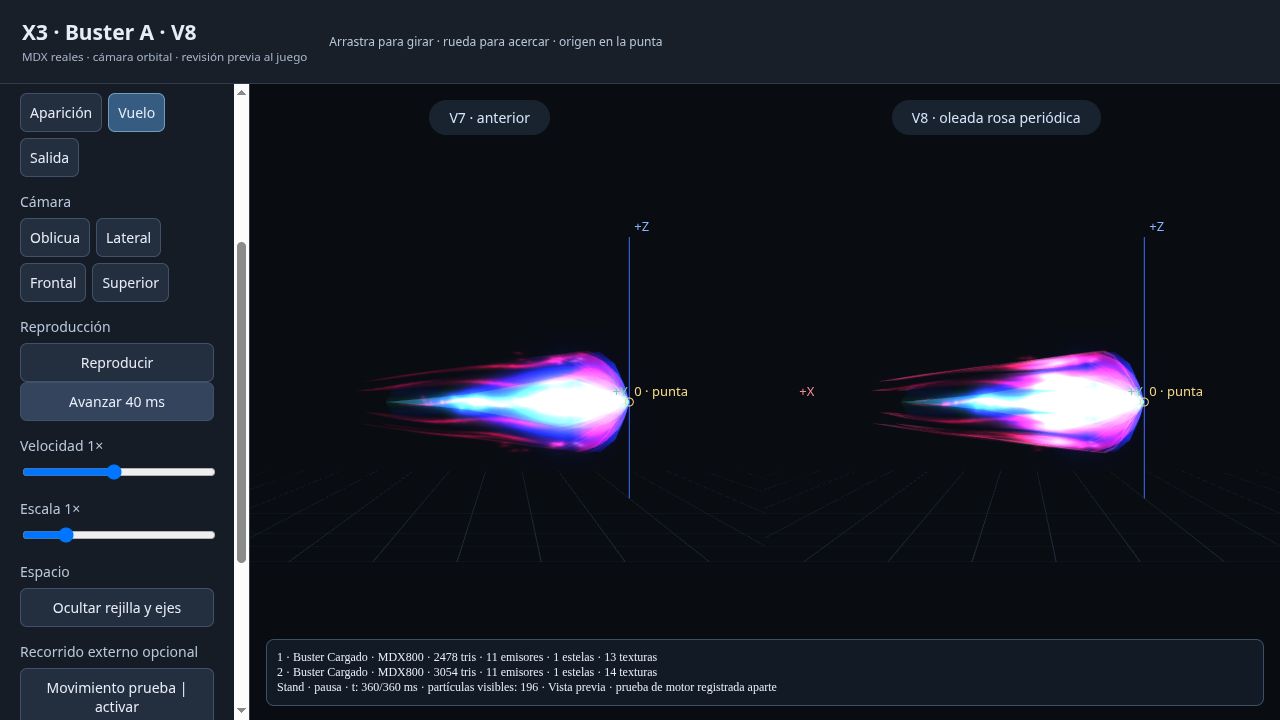 X3 · Buster A · V8
MDX reales · cámara orbital · revisión previa al juego
Arrastra para girar · rueda para acercar · origen en la punta
Aparición
Vuelo
Salida
Cámara
Oblicua
Lateral
Frontal
Superior
Reproducción
Reproducir
Avanzar 40 ms
Velocidad 1×
Escala 1×
Espacio
Ocultar rejilla y ejes
Recorrido externo opcional
Movimiento prueba |
activar
V7 · anterior
+Z
0 · punta
V8 · oleada rosa periódica
+Z
+X
0 · punta
1 · Buster Cargado · MDX800 · 2478 tris · 11 emisores · 1 estelas · 13 texturas
2 · Buster Cargado · MDX800 · 3054 tris · 11 emisores · 1 estelas · 14 texturas
Stand · pausa · t: 360/360 ms · partículas visibles: 196 · Vista previa · prueba de motor registrada aparte